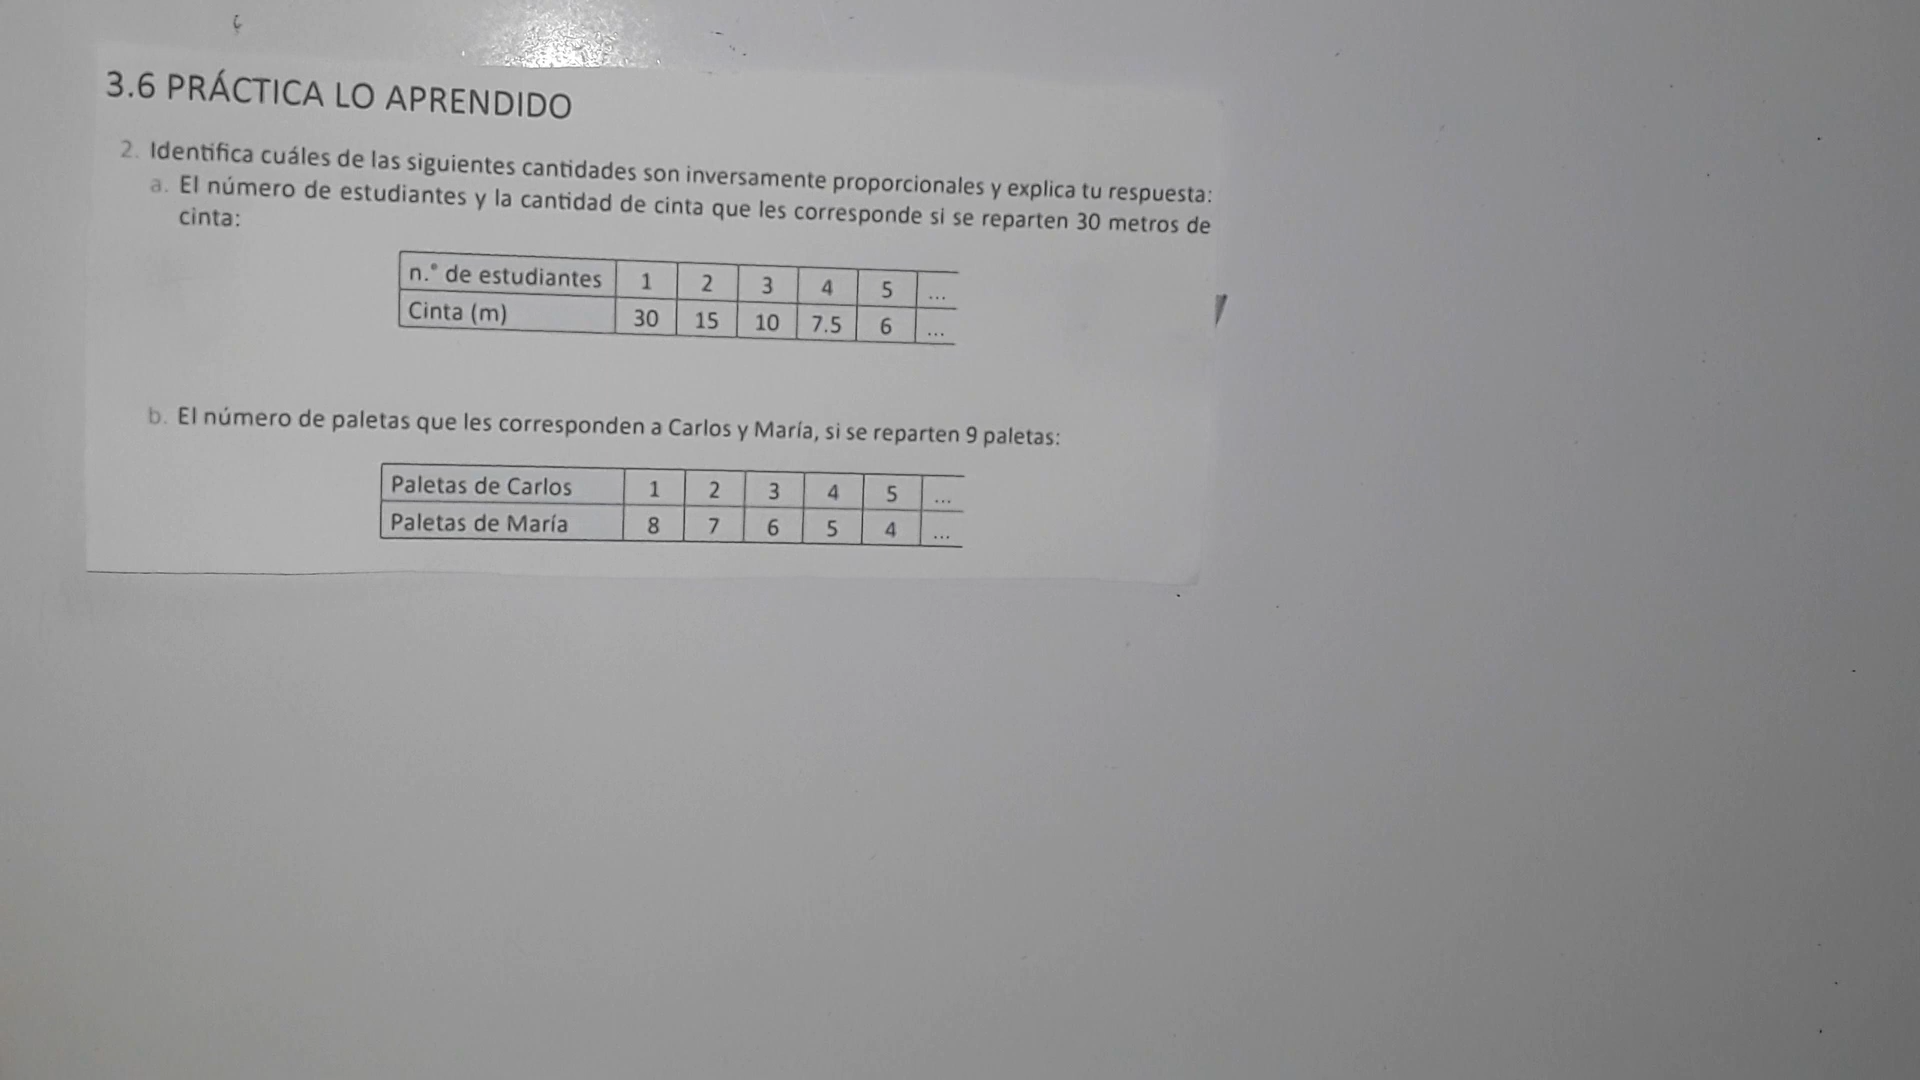 3.6 PRÁCTICA LO APRENDIDO
2. Identifica cuáles de las siguientes cantidades son inversamente proporcionales y explica tu respuesta:
a. El número de estudiantes y la cantidad de cinta que les corresponde si se reparten 30 metros de
cinta:
n.° de estudiantes 1 2 3 4 5 ...
Cinta (m) 30 15 10 7.5 6 ...
b. El número de paletas que les corresponden a Carlos y María, si se reparten 9 paletas:
Paletas de Carlos 1 2 3 4 5 ...
Paletas de María 8 7 6 5 4 ...